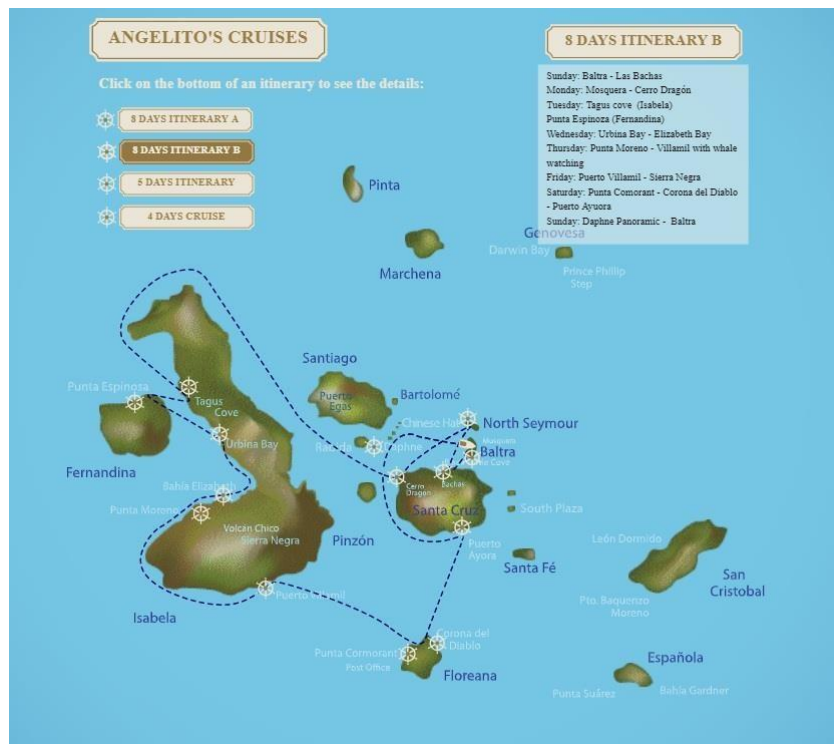 ANGELITO'S CRUISES
8 DAYS ITINERARY B
Click on the bottom of an itinerary to see the details:
8 DAYS ITINERARY A
8 DAYS ITINERARY B
5 DAYS ITINERARY
4 DAYS CRUISE
Sunday: Baltra - Las Bachas
Monday: Mosquera - Cerro Dragón
Tuesday: Tagus cove (Isabela)
Punta Espinoza (Fernandina)
Wednesday: Urbina Bay - Elizabeth Bay
Thursday: Punta Moreno - Villamil with whale
watching
Friday: Puerto Villamil - Sierra Negra
Saturday: Punta Comorant - Corona del Diablo
- Puerto Ayuora
Sunday: Daphne Panoramic - Baltra
Pinta
Genovesa
Darwin Bay
Prince Phillip
Step
Marchena
Santiago
Puerto
Egas
Bartolomé
Chinese Hat
North Seymour
Mosquera
Daphne
Baltra
Bachas
Cerro
Dragon
Santa Cruz
South Plaza
Puerto
Ayora
Santa Fé
Pinzón
Punta Espinosa
Tagus
Cove
Urbina Bay
Fernandina
Bahía Elizabeth
Punta Moreno
Volcán Chico
Sierra Negra
Isabela
León Dormido
San
Cristobal
Pto. Baquerizo
Moreno
Corona del
Diablo
Punta Cormorant
Post Office
Floreana
Española
Punta Suárez
Bahía Gardner